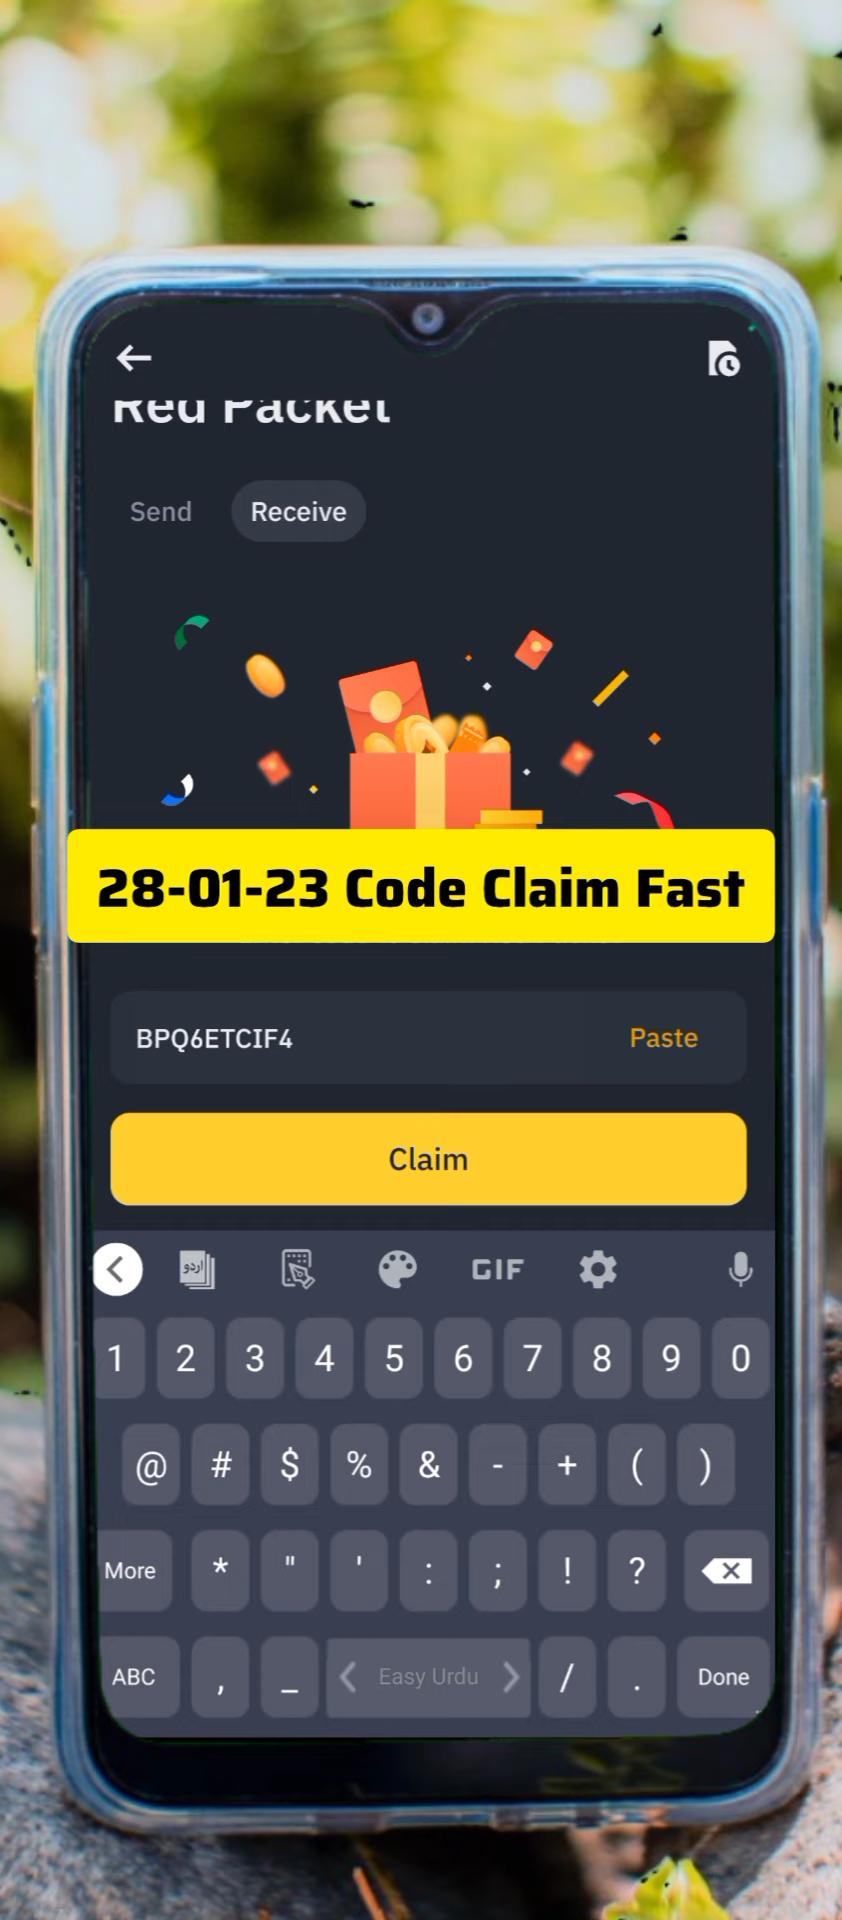 Red Packet
Send Receive
28-01-23 Code Claim Fast
BPQ6ETCIF4 Paste
Claim
اردو GIF
1 2 3 4 5 6 7 8 9 0
@ # $ % & - + ( )
More * " ' : ; ! ?
ABC , _ Easy Urdu / . Done